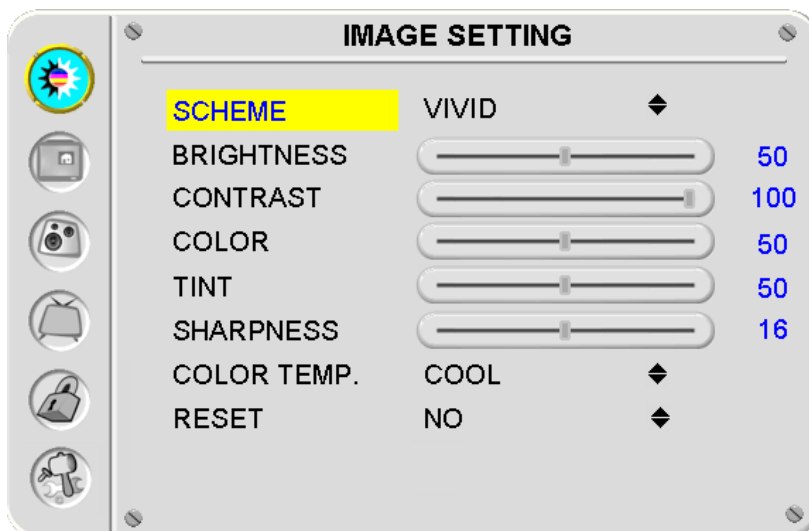 IMAGE SETTING
SCHEME VIVID
BRIGHTNESS 50
CONTRAST 100
COLOR 50
TINT 50
SHARPNESS 16
COLOR TEMP. COOL
RESET NO